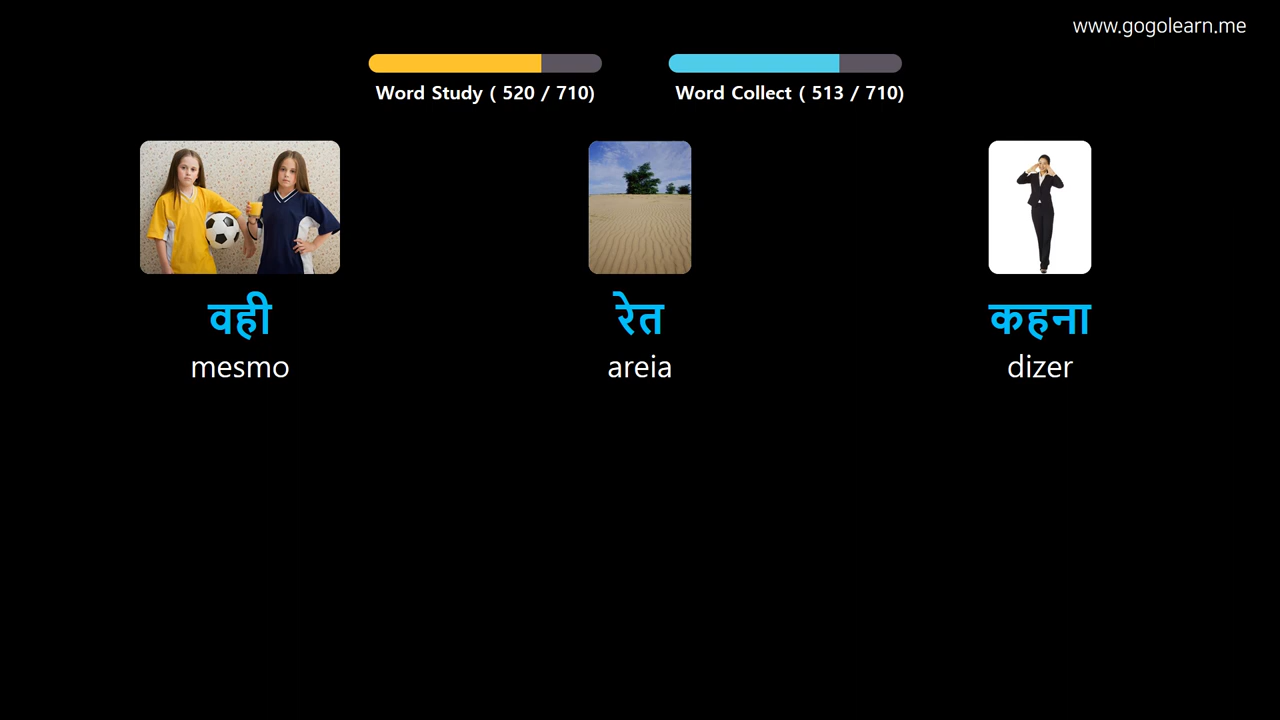 www.gogolearn.me
Word Study ( 520 / 710)
Word Collect ( 513 / 710)
वही
रेत
कहना
mesmo
areia
dizer